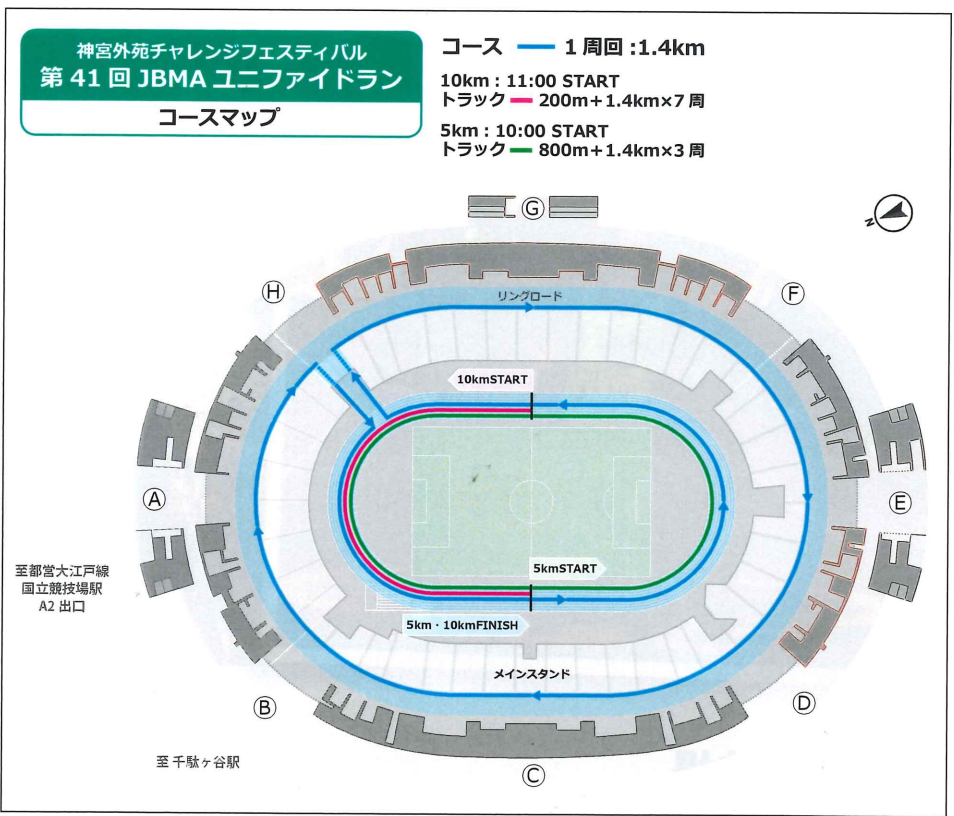 神宮外苑チャレンジフェスティバル
第41回 JBMA ユニファイドラン
コースマップ
コース 1周回:1.4km
10km:11:00 START
トラック 200m+1.4km×7周
5km:10:00 START
トラック 800m+1.4km×3周
G
N
H
F
リングロード
10kmSTART
A
E
5kmSTART
至都営大江戸線
国立競技場駅
A2出口
5km・10kmFINISH
メインスタンド
B
D
至 千駄ヶ谷駅
C